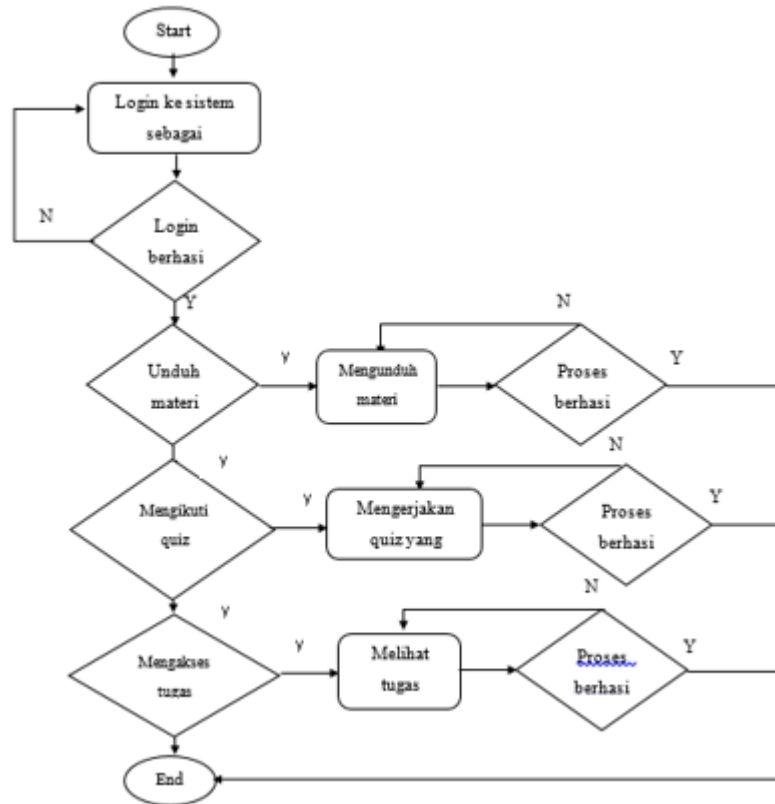 Start
Login ke sistem
sebagai
N
Login
berhasi
Y
N
Unduh
materi
y
Mengunduh
materi
Proses
berhasi
Y
y
N
Mengikuti
quiz
y
Mengerjakan
quiz yang
Proses
berhasi
Y
y
N
Mengakses
tugas
y
Melihat
tugas
Proses
berhasi
Y
End